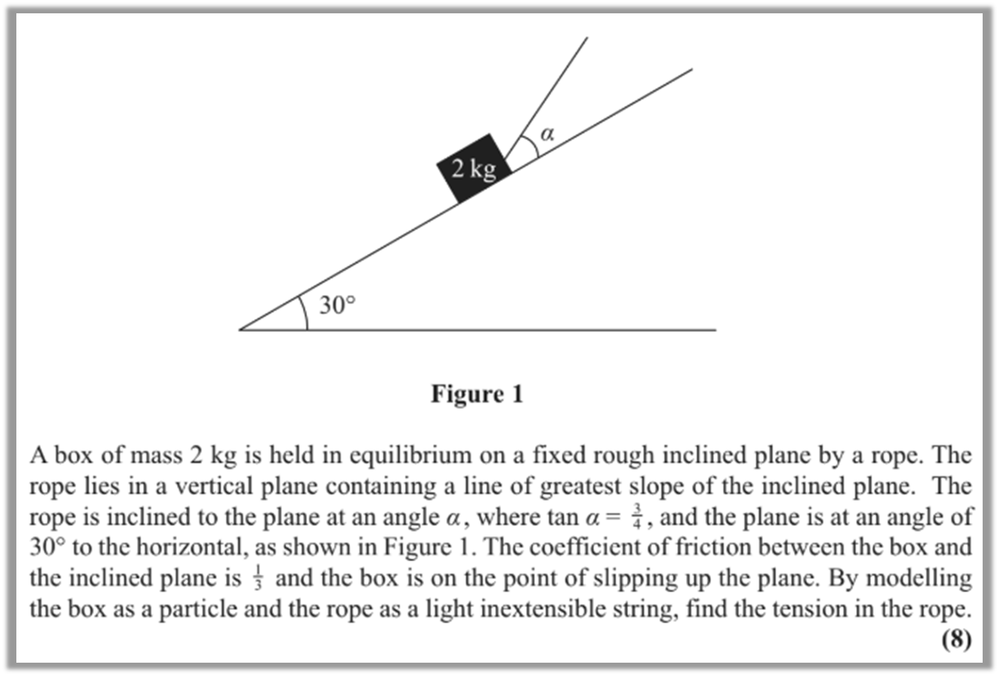 α
2 kg
30°
Figure 1
A box of mass 2 kg is held in equilibrium on a fixed rough inclined plane by a rope. The
rope lies in a vertical plane containing a line of greatest slope of the inclined plane. The
rope is inclined to the plane at an angle α, where tan α = 3/4, and the plane is at an angle of
30° to the horizontal, as shown in Figure 1. The coefficient of friction between the box and
the inclined plane is 1/3 and the box is on the point of slipping up the plane. By modelling
the box as a particle and the rope as a light inextensible string, find the tension in the rope.
(8)